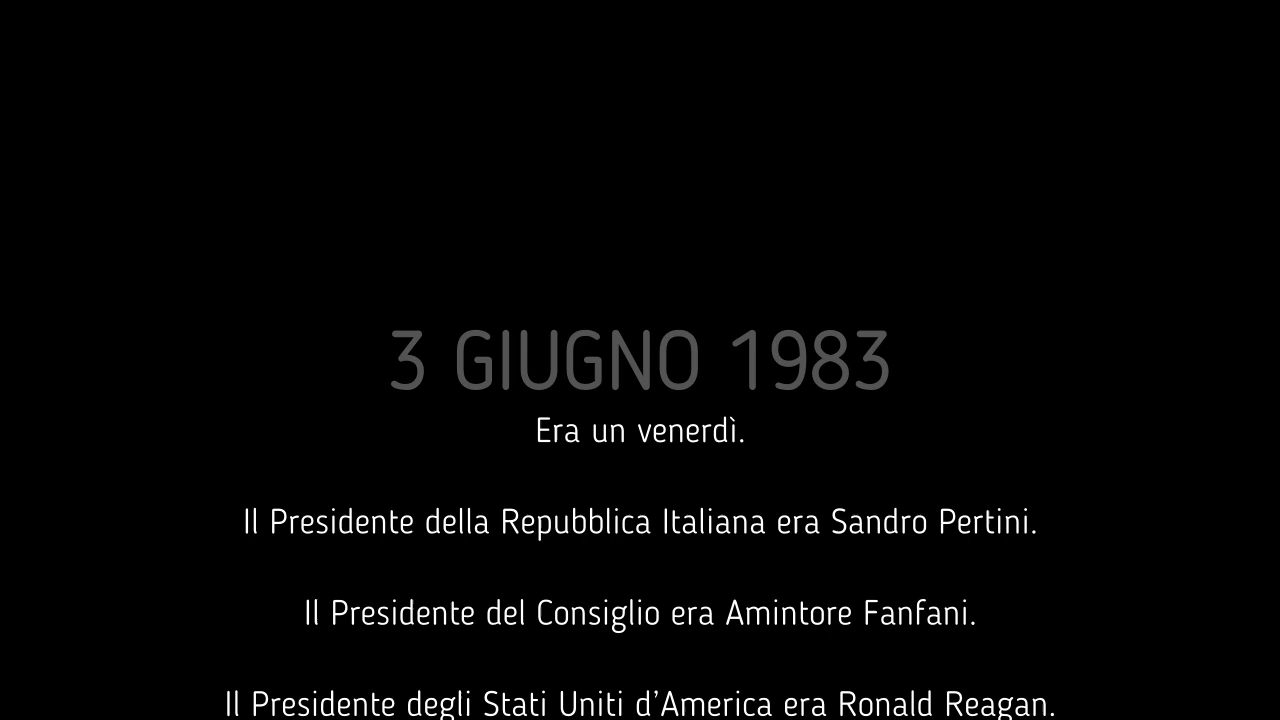 3 GIUGNO 1983
Era un venerdì.
Il Presidente della Repubblica Italiana era Sandro Pertini.
Il Presidente del Consiglio era Amintore Fanfani.
Il Presidente degli Stati Uniti d’America era Ronald Reagan.